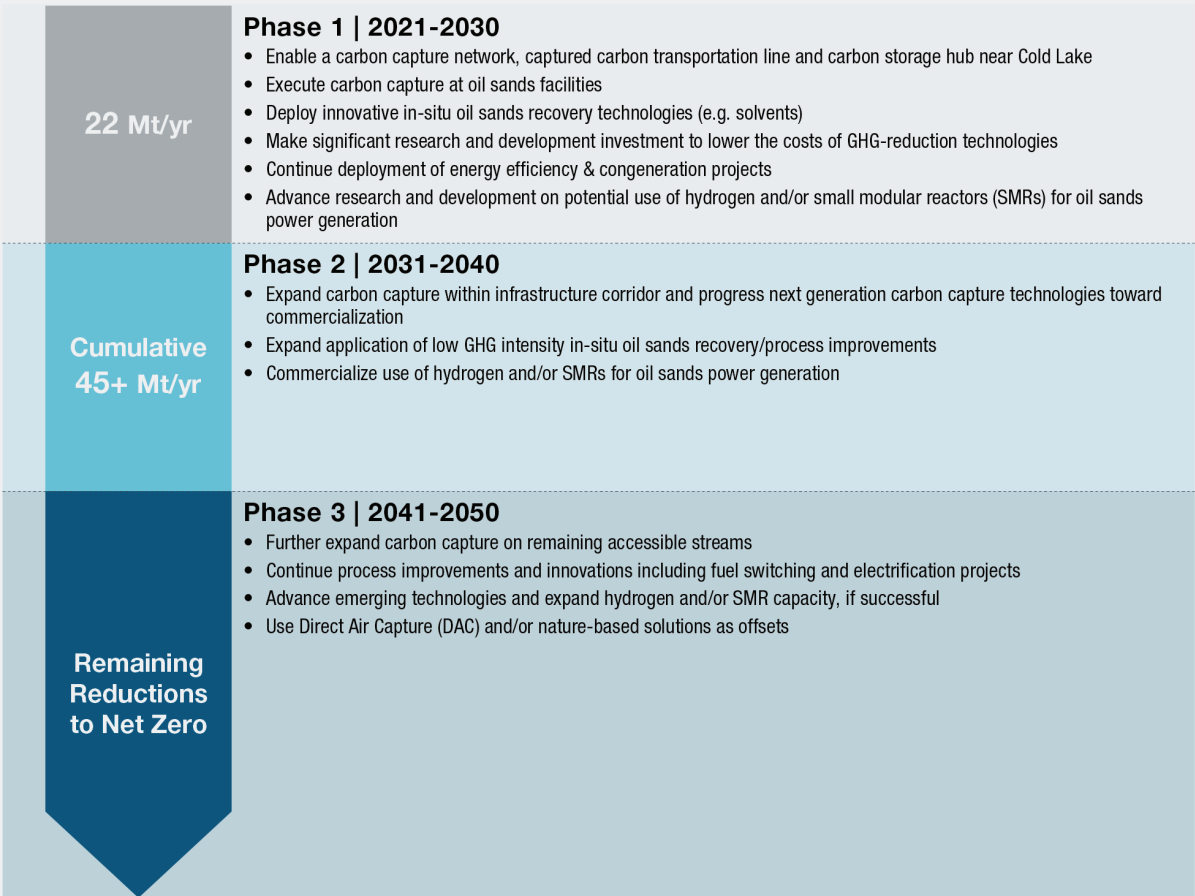 22 Mt/yr
Phase 1 | 2021-2030
• Enable a carbon capture network, captured carbon transportation line and carbon storage hub near Cold Lake
• Execute carbon capture at oil sands facilities
• Deploy innovative in-situ oil sands recovery technologies (e.g. solvents)
• Make significant research and development investment to lower the costs of GHG-reduction technologies
• Continue deployment of energy efficiency & congeneration projects
• Advance research and development on potential use of hydrogen and/or small modular reactors (SMRs) for oil sands
power generation
Cumulative
45+ Mt/yr
Phase 2 | 2031-2040
• Expand carbon capture within infrastructure corridor and progress next generation carbon capture technologies toward
commercialization
• Expand application of low GHG intensity in-situ oil sands recovery/process improvements
• Commercialize use of hydrogen and/or SMRs for oil sands power generation
Remaining
Reductions
to Net Zero
Phase 3 | 2041-2050
• Further expand carbon capture on remaining accessible streams
• Continue process improvements and innovations including fuel switching and electrification projects
• Advance emerging technologies and expand hydrogen and/or SMR capacity, if successful
• Use Direct Air Capture (DAC) and/or nature-based solutions as offsets